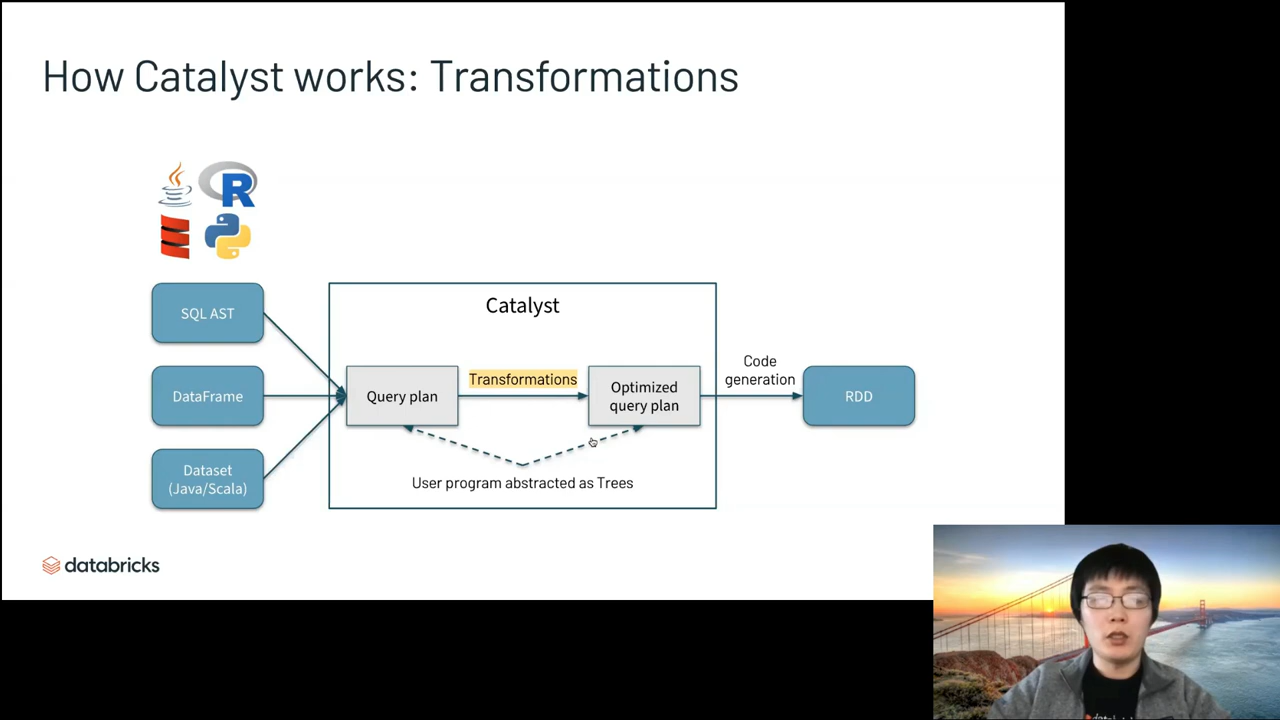 How Catalyst works: Transformations
R
SQL AST
DataFrame
Dataset
(Java/Scala)
Catalyst
Query plan
Transformations
Optimized
query plan
User program abstracted as Trees
Code
generation
RDD
databricks